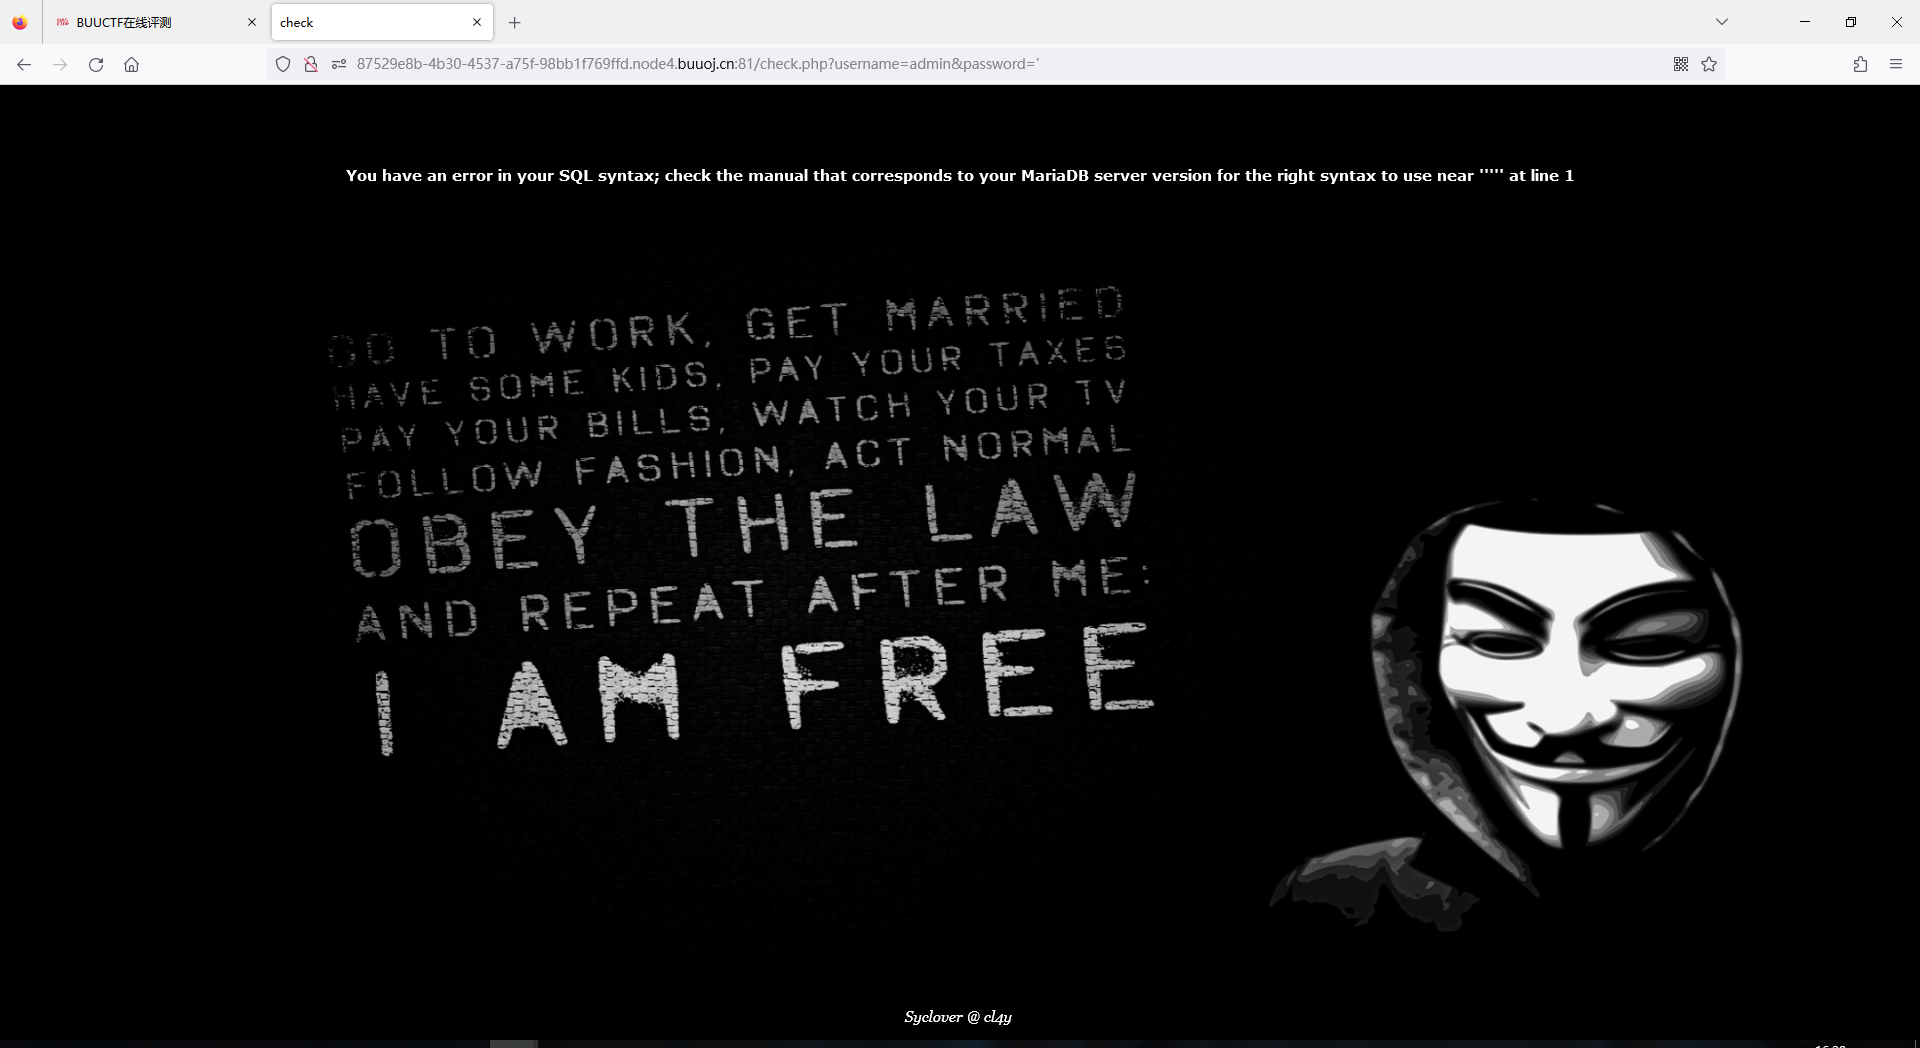 BUUCTF在线评测
check
87529e8b-4b30-4537-a75f-98bb1f769ffd.node4.buuoj.cn:81/check.php?username=admin&password='
You have an error in your SQL syntax; check the manual that corresponds to your MariaDB server version for the right syntax to use near ''''' at line 1
GO TO WORK, GET MARRIED
HAVE SOME KIDS, PAY YOUR TAXES
PAY YOUR BILLS, WATCH YOUR TV
FOLLOW FASHION, ACT NORMAL
OBEY THE LAW
AND REPEAT AFTER ME:
I AM FREE
Syclover @ cl4y